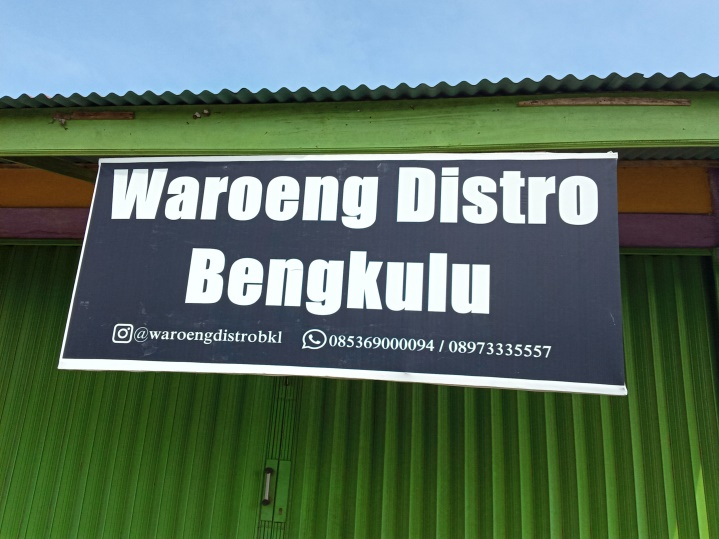 Waroeng Distro
Bengkulu
@waroengdistrobkl 085369000094 / 08973335557